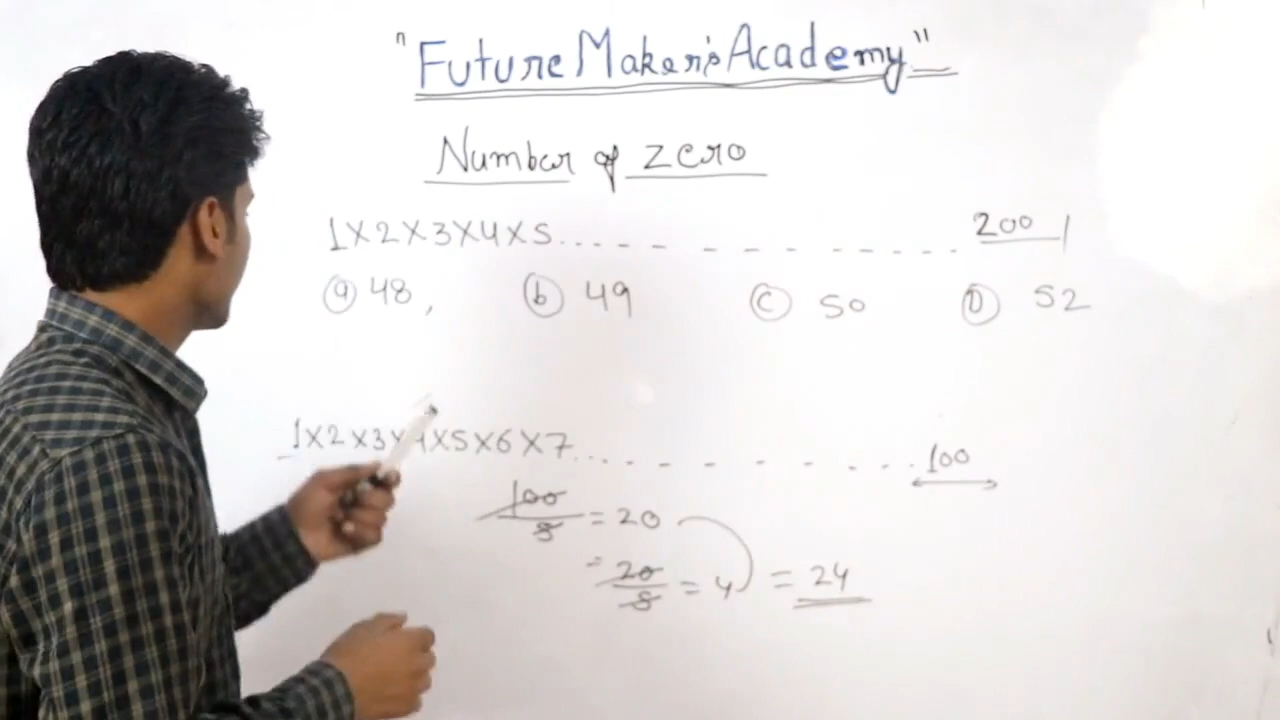 "Future Maker's Academy"
Number of zero
1X2X3X4X5....- - - - - - - - - . 200
ⓐ 48, ⓑ 49 ⓒ 50 Ⓓ 52
1X2X3X4X5X6X7...- - - - - . . . 100
100/5 = 20
= 20/5 = 4 = 24